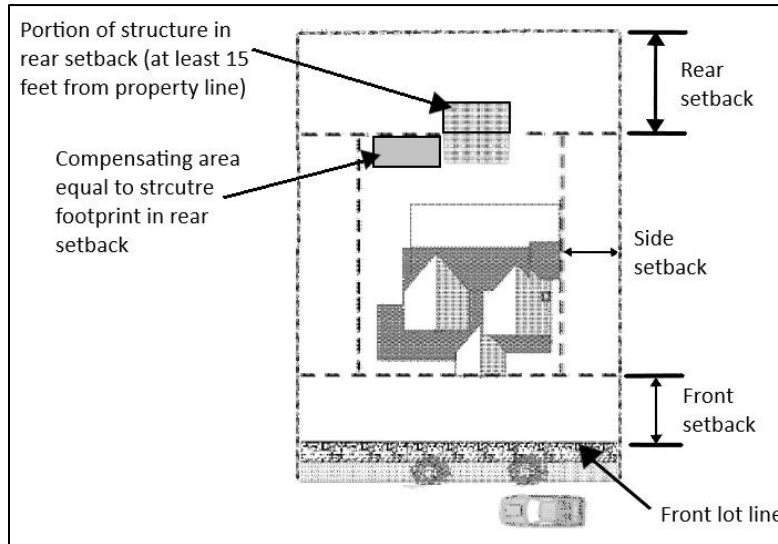 Portion of structure in
rear setback (at least 15
feet from property line)
Rear
setback
Compensating area
equal to strcutre
footprint in rear
setback
Side
setback
Front
setback
Front lot line